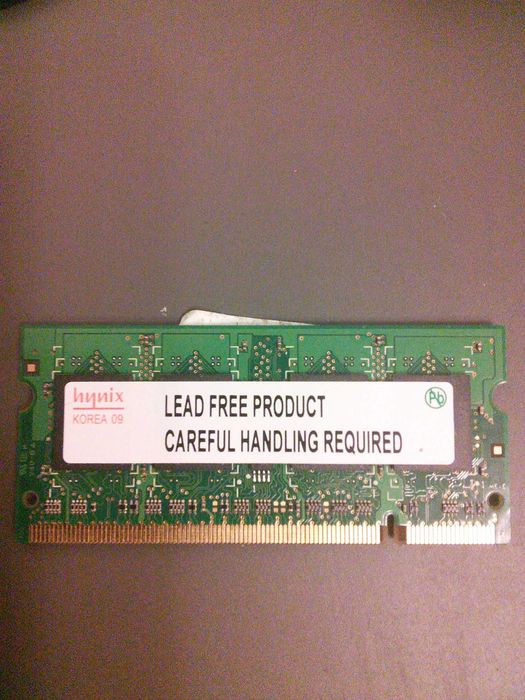 hynix
KOREA 09
LEAD FREE PRODUCT
CAREFUL HANDLING REQUIRED
Pb